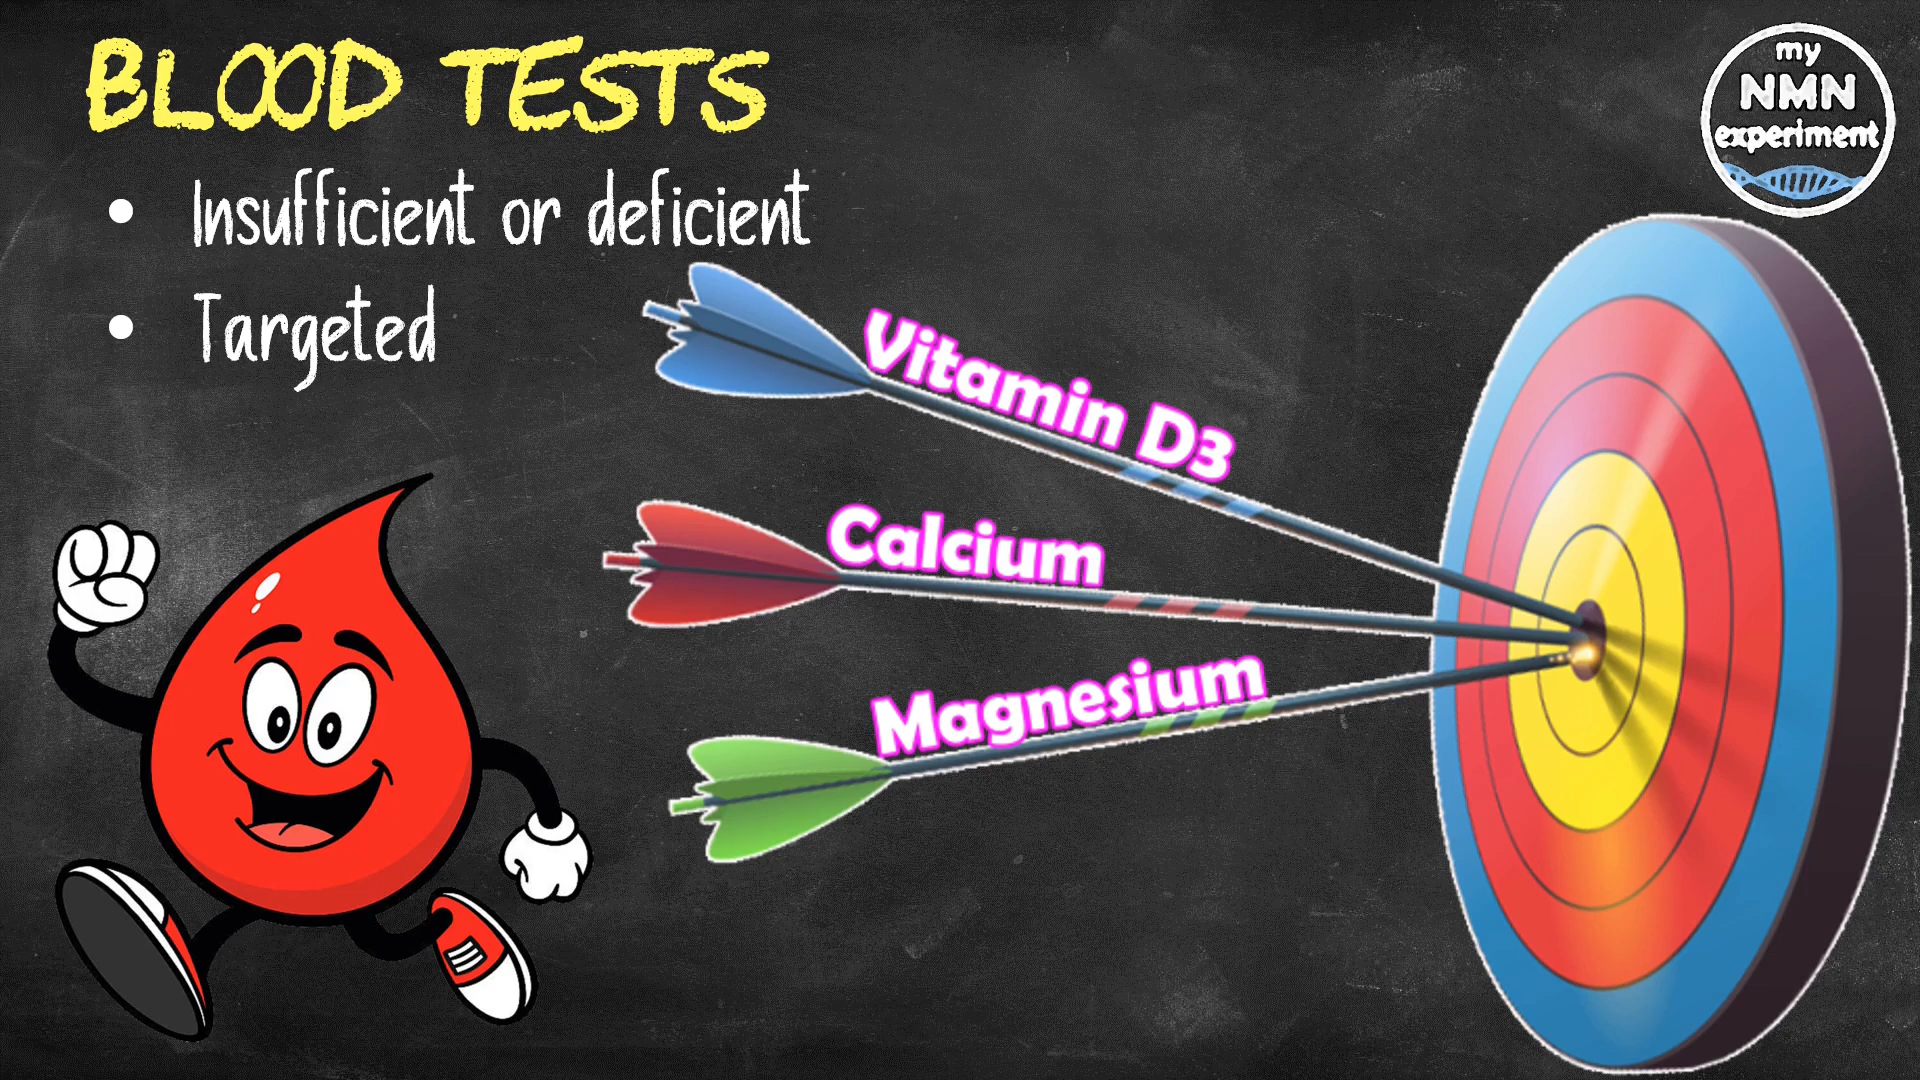 BLOOD TESTS
• Insufficient or deficient
• Targeted
Vitamin D3
Calcium
Magnesium
my
NMN
experiment